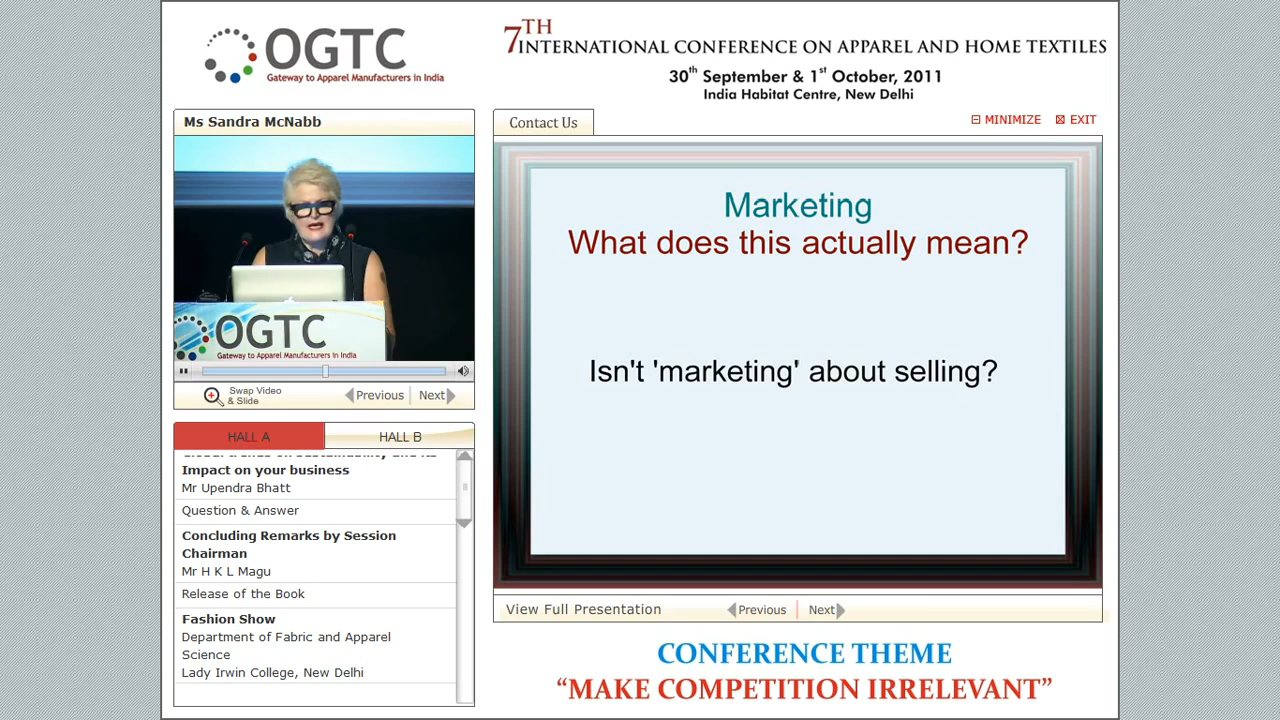 OGTC
Gateway to Apparel Manufacturers in India
7TH INTERNATIONAL CONFERENCE ON APPAREL AND HOME TEXTILES
30th September & 1st October, 2011
India Habitat Centre, New Delhi
Ms Sandra McNabb
Contact Us
MINIMIZE
EXIT
OGTC
Gateway to Apparel Manufacturers in India
Swap Video
& Slide
Previous
Next
Marketing
What does this actually mean?
Isn't 'marketing' about selling?
HALL A
HALL B
Impact on your business
Mr Upendra Bhatt
Question & Answer
Concluding Remarks by Session
Chairman
Mr H K L Magu
Release of the Book
Fashion Show
Department of Fabric and Apparel
Science
Lady Irwin College, New Delhi
View Full Presentation
Previous
Next
CONFERENCE THEME
“MAKE COMPETITION IRRELEVANT”